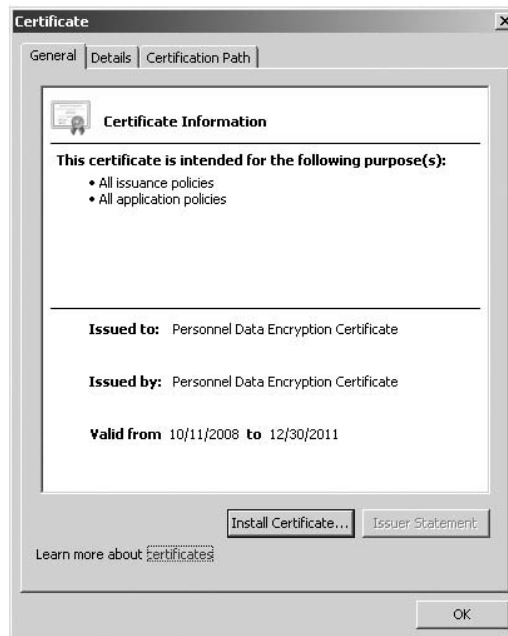 Certificate
General Details Certification Path
Certificate Information
This certificate is intended for the following purpose(s):
• All issuance policies
• All application policies
Issued to: Personnel Data Encryption Certificate
Issued by: Personnel Data Encryption Certificate
Valid from 10/11/2008 to 12/30/2011
Install Certificate... Issuer Statement
Learn more about certificates
OK